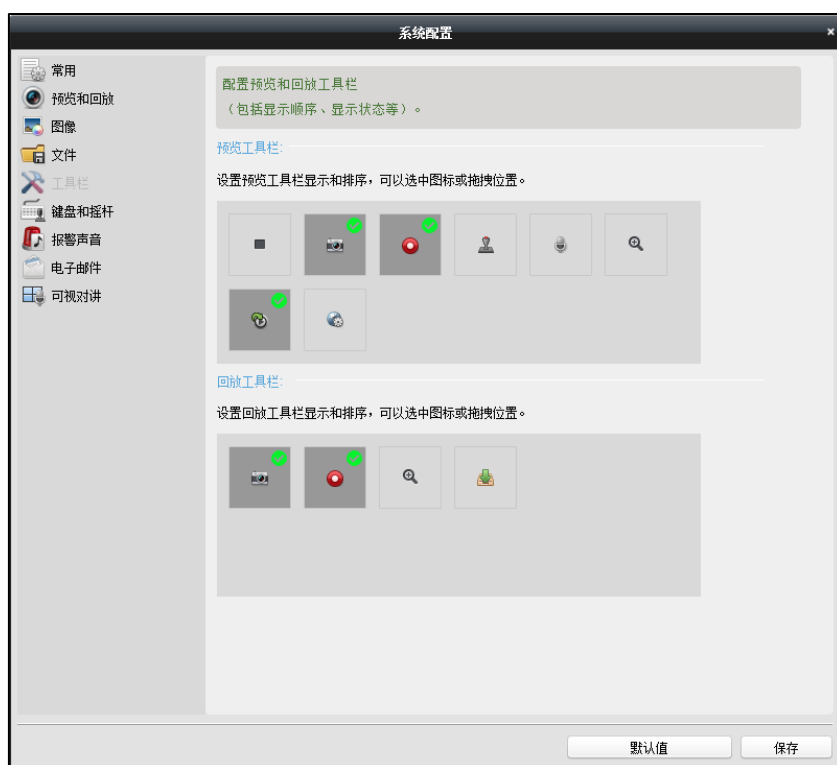 系统配置
常用
预览和回放
图像
文件
工具栏
键盘和摇杆
报警声音
电子邮件
可视对讲
配置预览和回放工具栏
（包括显示顺序、显示状态等）。
预览工具栏:
设置预览工具栏显示和排序，可以选中图标或拖拽位置。
回放工具栏:
设置回放工具栏显示和排序，可以选中图标或拖拽位置。
默认值
保存